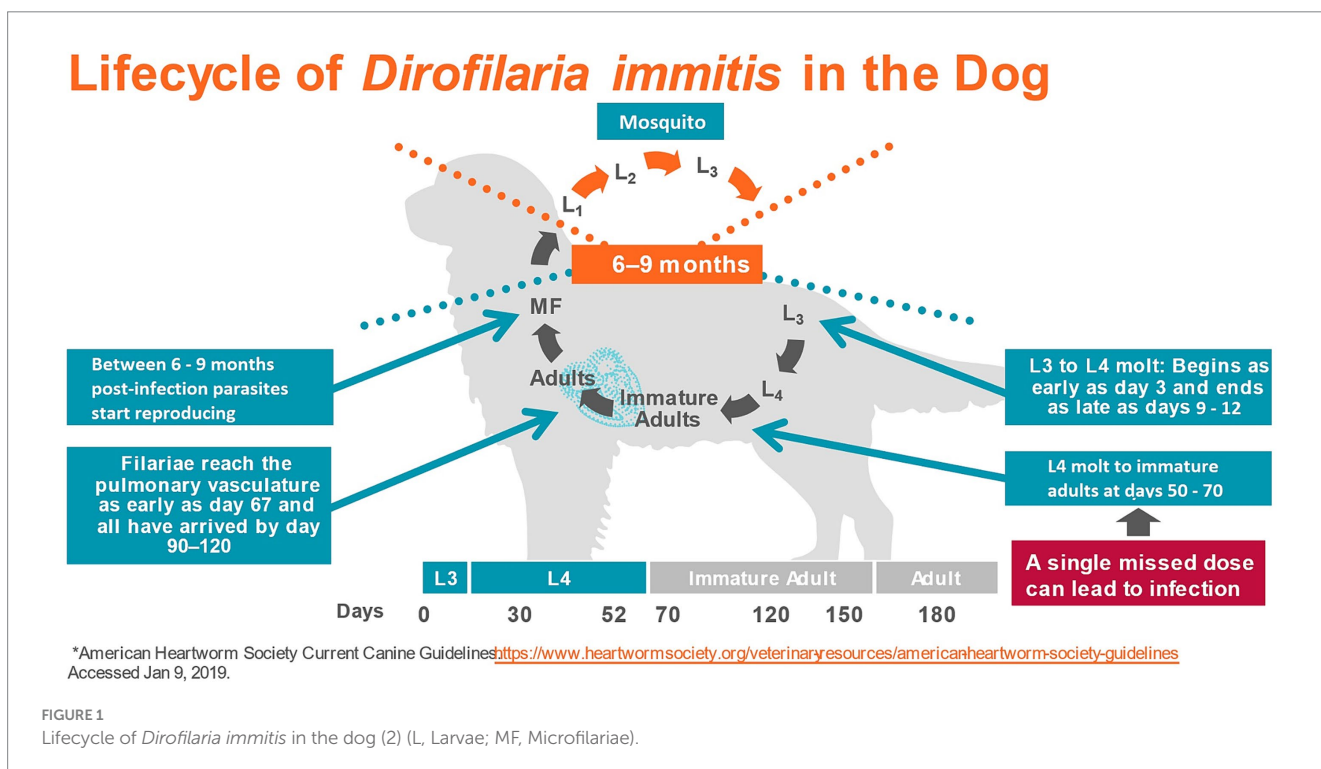 Lifecycle of Dirofilaria immitis in the Dog
Mosquito
L₁
L₂
L₃
6–9 months
MF
L₃
L₄
Immature
Adults
Adults
Between 6 - 9 months
post-infection parasites
start reproducing
Filariae reach the
pulmonary vasculature
as early as day 67 and
all have arrived by day
90–120
L3 to L4 molt: Begins as
early as day 3 and ends
as late as days 9 - 12
L4 molt to immature
adults at days 50 - 70
A single missed dose
can lead to infection
L3 L4 Immature Adult Adult
Days 0 30 52 70 120 150 180
*American Heartworm Society Current Canine Guidelines.https://www.heartwormsociety.org/veterinary-resources/american-heartworm-society-guidelines
Accessed Jan 9, 2019.
FIGURE 1
Lifecycle of Dirofilaria immitis in the dog (2) (L, Larvae; MF, Microfilariae).